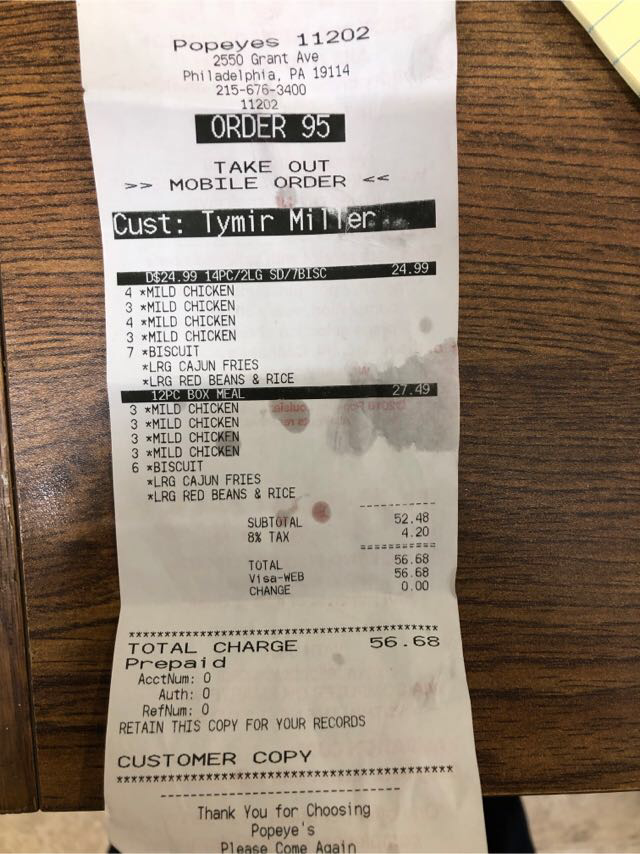 Popeyes 11202
2550 Grant Ave
Philadelphia, PA 19114
215-676-3400
11202
ORDER 95
TAKE OUT
>> MOBILE ORDER <<
Cust: Tymir Miller
D$24.99 14PC/2LG SD/7BISC 24.99
4 *MILD CHICKEN
3 *MILD CHICKEN
4 *MILD CHICKEN
3 *MILD CHICKEN
7 *BISCUIT
*LRG CAJUN FRIES
*LRG RED BEANS & RICE
12PC BOX MEAL 27.49
3 *MILD CHICKEN
3 *MILD CHICKEN
3 *MILD CHICKEN
3 *MILD CHICKEN
6 *BISCUIT
*LRG CAJUN FRIES
*LRG RED BEANS & RICE
SUBTOTAL 52.48
8% TAX 4.20
TOTAL 56.68
Visa-WEB 56.68
CHANGE 0.00
TOTAL CHARGE 56.68
Prepaid
AcctNum: 0
Auth: 0
RefNum: 0
RETAIN THIS COPY FOR YOUR RECORDS
CUSTOMER COPY
Thank You for Choosing
Popeye's
Please Come Again